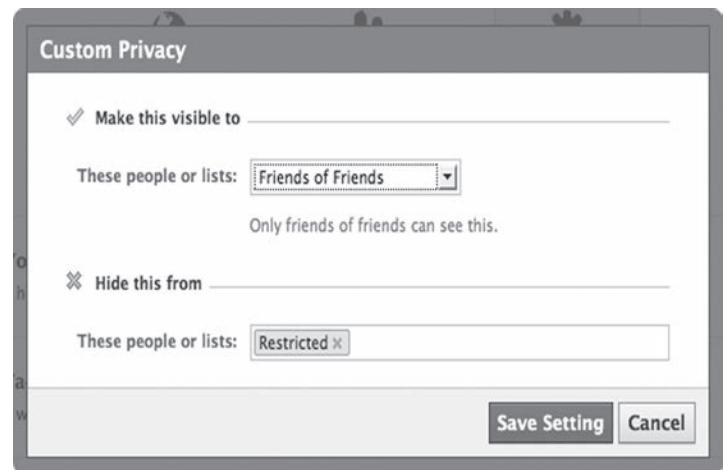 Custom Privacy
Make this visible to
These people or lists: Friends of Friends
Only friends of friends can see this.
Hide this from
These people or lists: Restricted ×
Save Setting Cancel